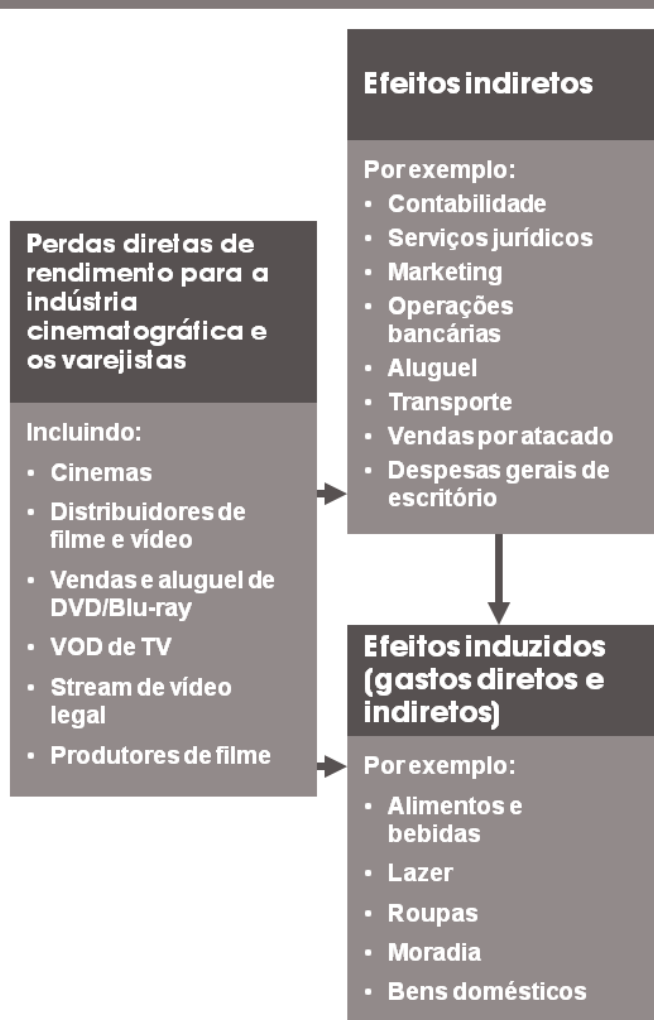 Perdas diretas de
rendimento para a
indústria
cinematográfica e
os varejistas
Incluindo:
• Cinemas
• Distribuidores de
filme e vídeo
• Vendas e aluguel de
DVD/Blu-ray
• VOD de TV
• Stream de vídeo
legal
• Produtores de filme
Efeitos indiretos
Por exemplo:
• Contabilidade
• Serviços jurídicos
• Marketing
• Operações
bancárias
• Aluguel
• Transporte
• Vendas por atacado
• Despesas gerais de
escritório
Efeitos induzidos
(gastos diretos e
indiretos)
Por exemplo:
• Alimentos e
bebidas
• Lazer
• Roupas
• Moradia
• Bens domésticos